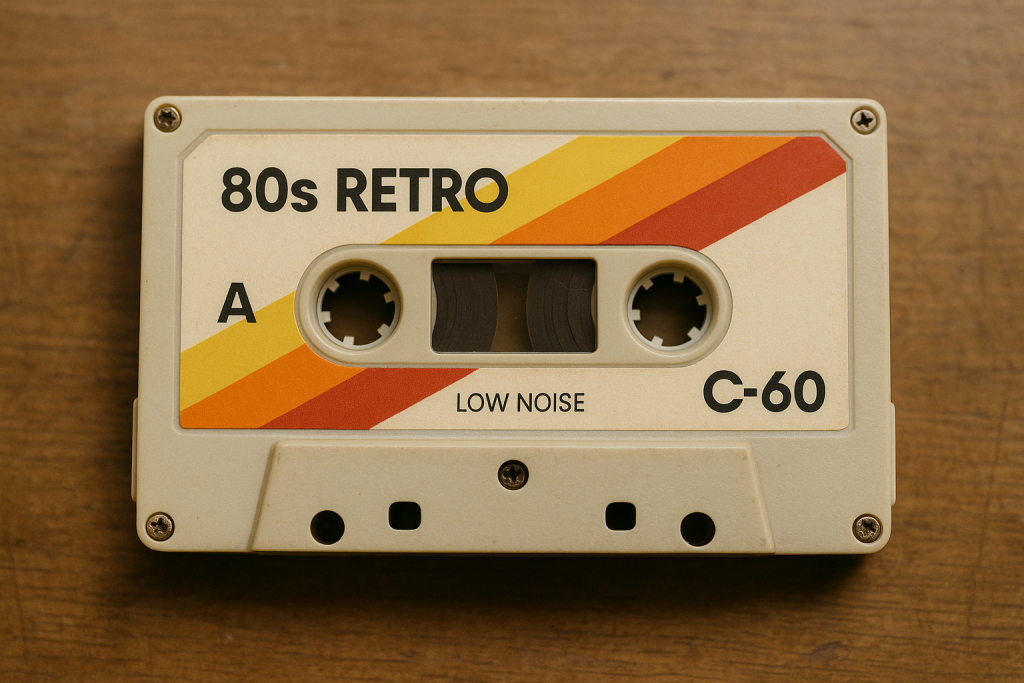 80s RETRO
A
LOW NOISE
C-60